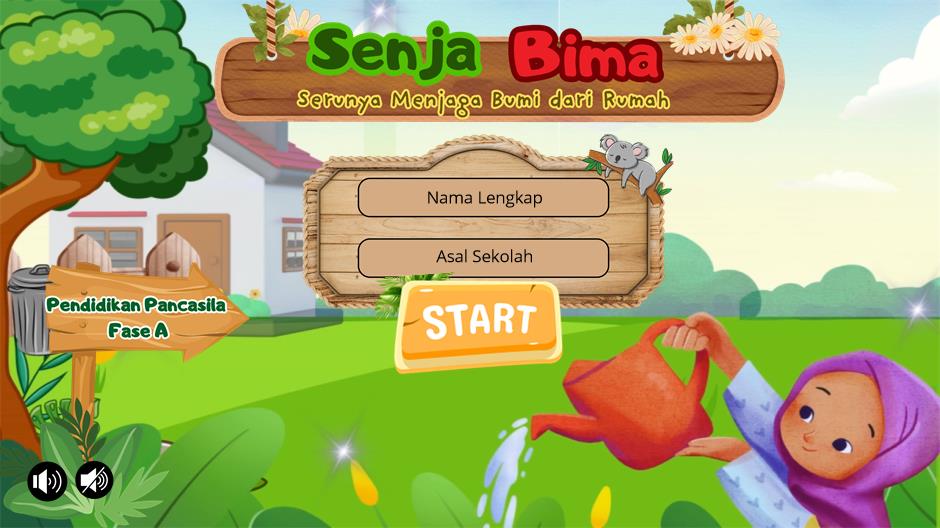 Senja Bima
Serunya Menjaga Bumi dari Rumah
Nama Lengkap
Asal Sekolah
Pendidikan Pancasila
Fase A
START